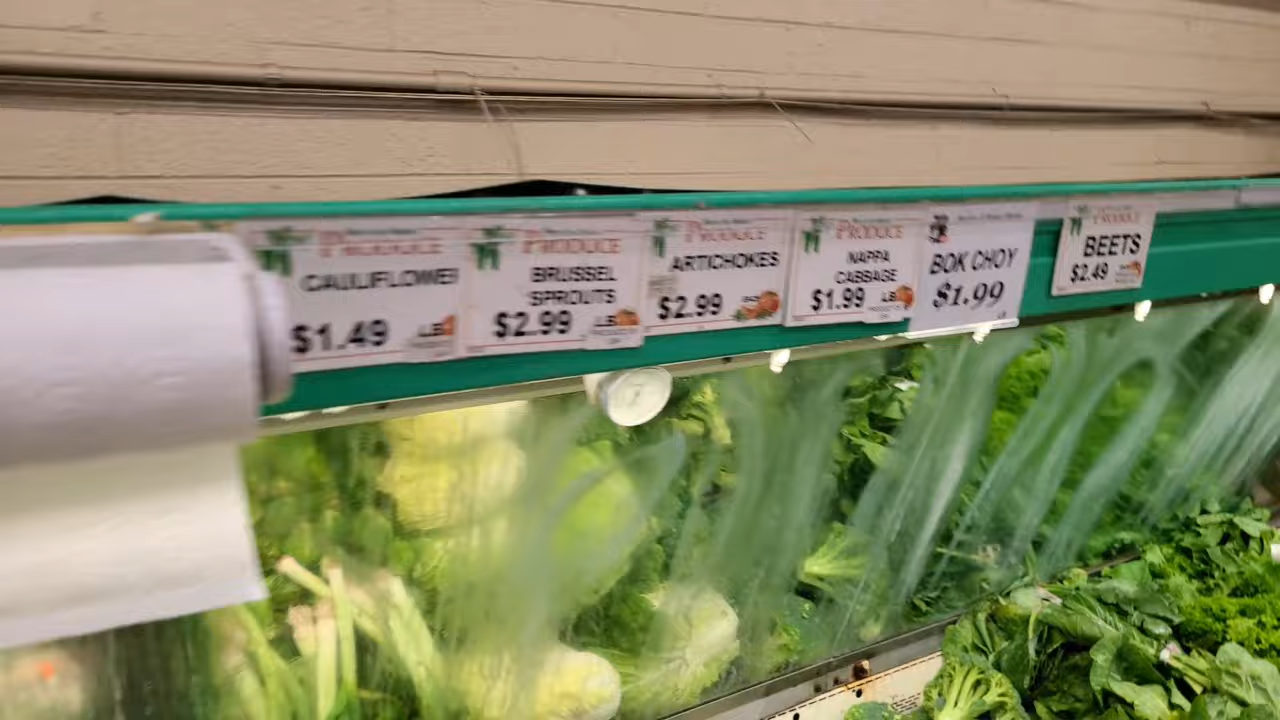 PRODUCE
CAULIFLOWER
$1.49 LB
PRODUCE
BRUSSEL
SPROUTS
$2.99 LB
PRODUCE
ARTICHOKES
$2.99
PRODUCE
NAPPA
CABBAGE
$1.99 LB
BOK CHOY
$1.99
PRODUCE
BEETS
$2.49